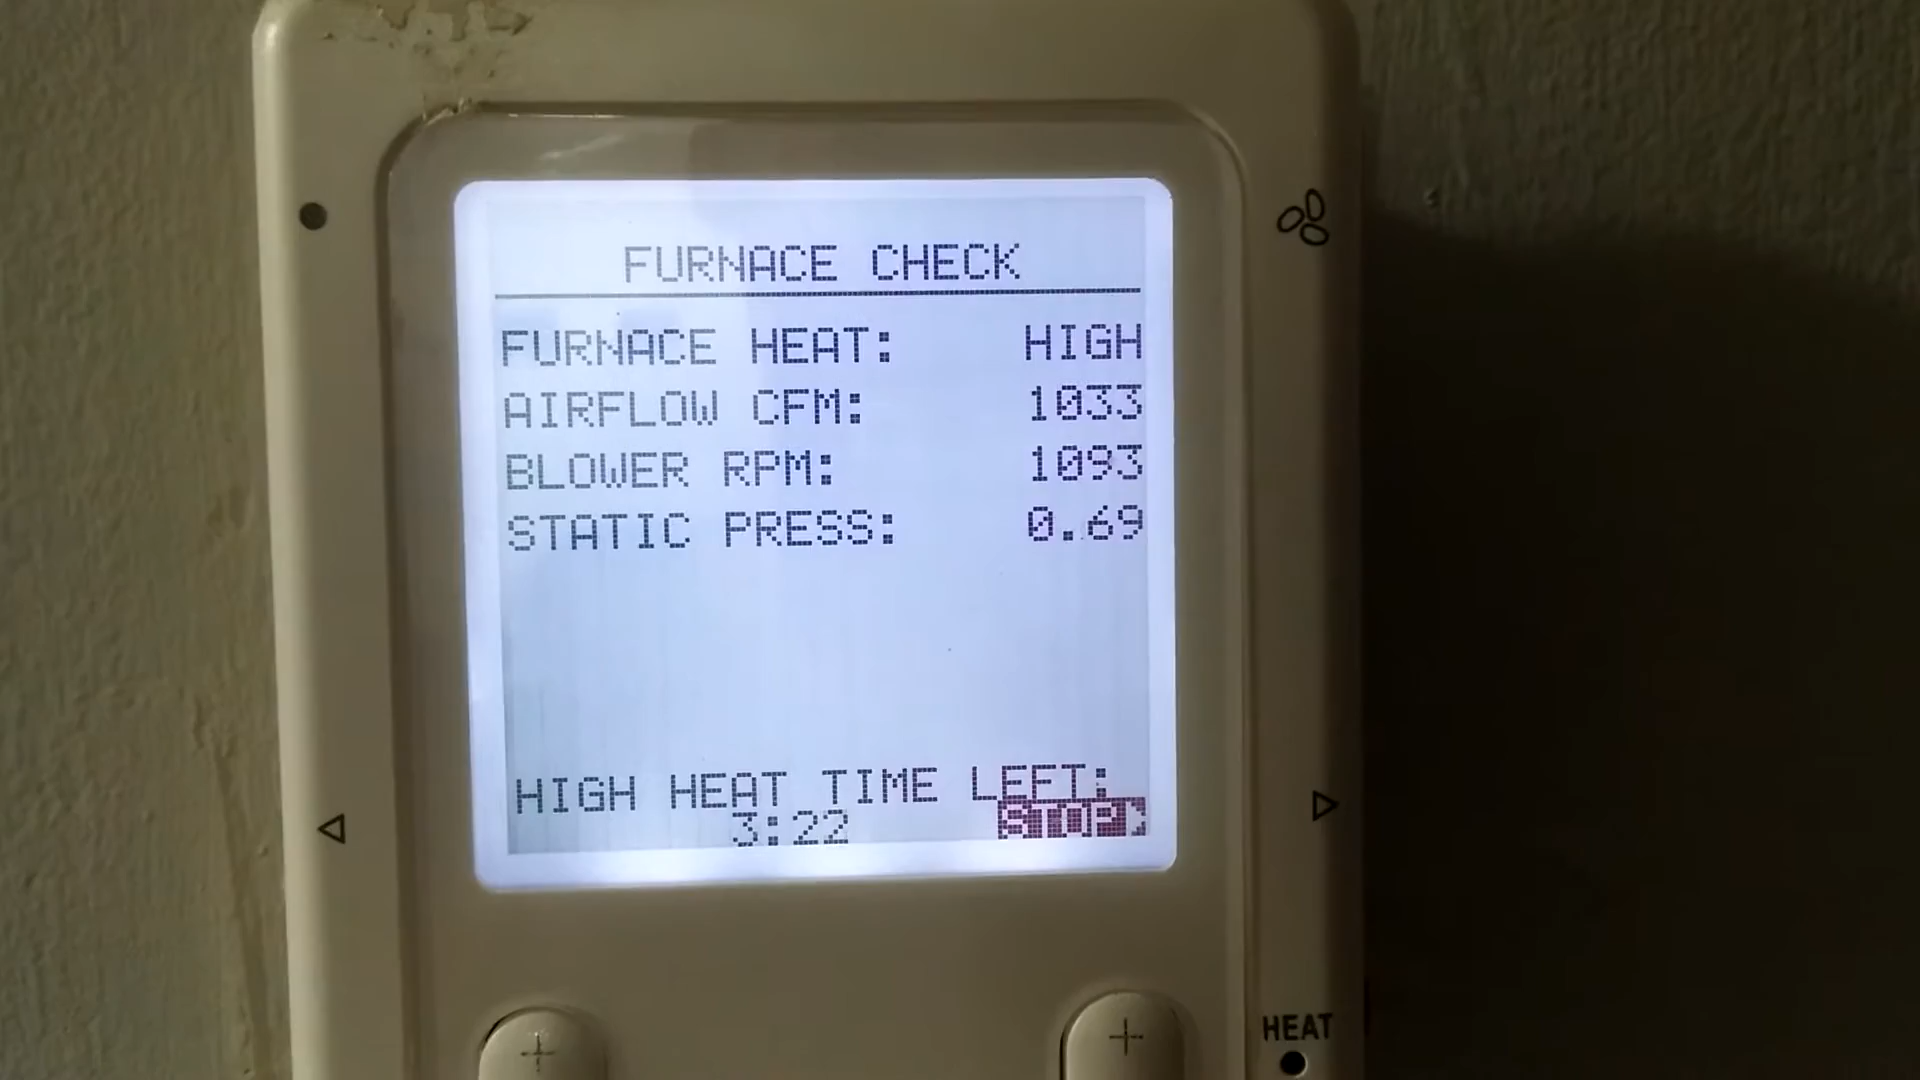 FURNACE CHECK
FURNACE HEAT: HIGH
AIRFLOW CFM: 1033
BLOWER RPM: 1093
STATIC PRESS: 0.69
HIGH HEAT TIME LEFT:
3:22 STOP
+ +
HEAT